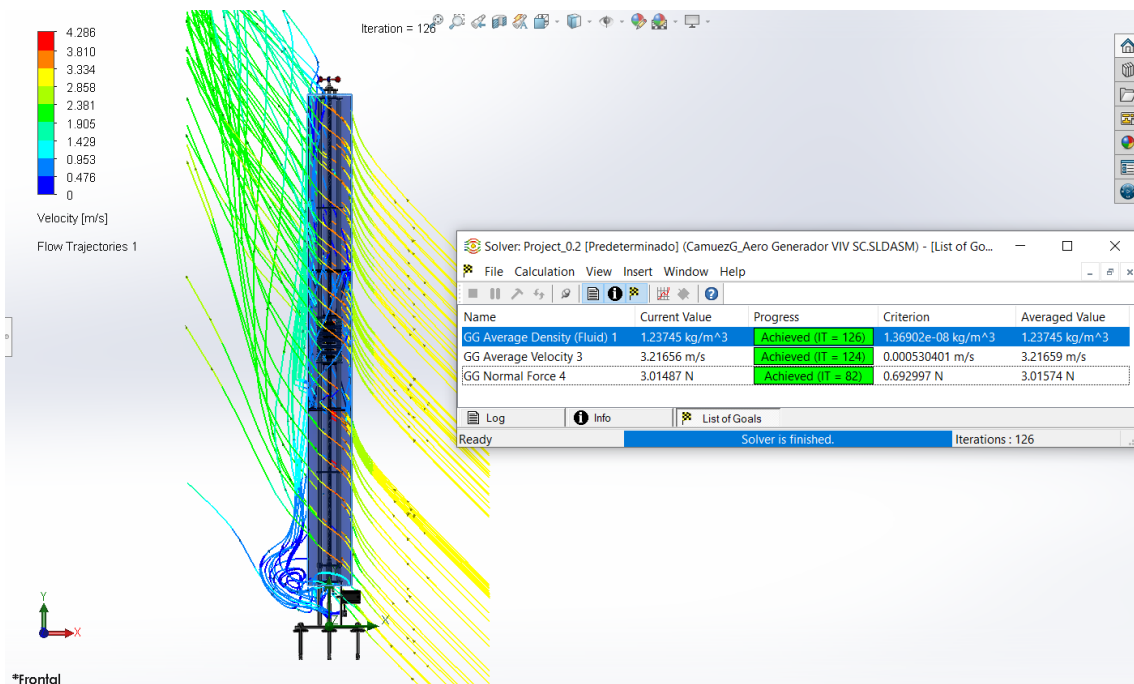 Iteration = 126
4.286
3.810
3.334
2.858
2.381
1.905
1.429
0.953
0.476
0
Velocity [m/s]
Flow Trajectories 1
Solver: Project_0.2 [Predeterminado] (CamuezG_Aero Generador VIV SC.SLDASM) - [List of Go...
File Calculation View Insert Window Help
Name Current Value Progress Criterion Averaged Value
GG Average Density (Fluid) 1 1.23745 kg/m^3 Achieved (IT = 126) 1.36902e-08 kg/m^3 1.23745 kg/m^3
GG Average Velocity 3 3.21656 m/s Achieved (IT = 124) 0.000530401 m/s 3.21659 m/s
GG Normal Force 4 3.01487 N Achieved (IT = 82) 0.692997 N 3.01574 N
Log Info List of Goals
Ready Solver is finished. Iterations : 126
X
Y
X
*Frontal